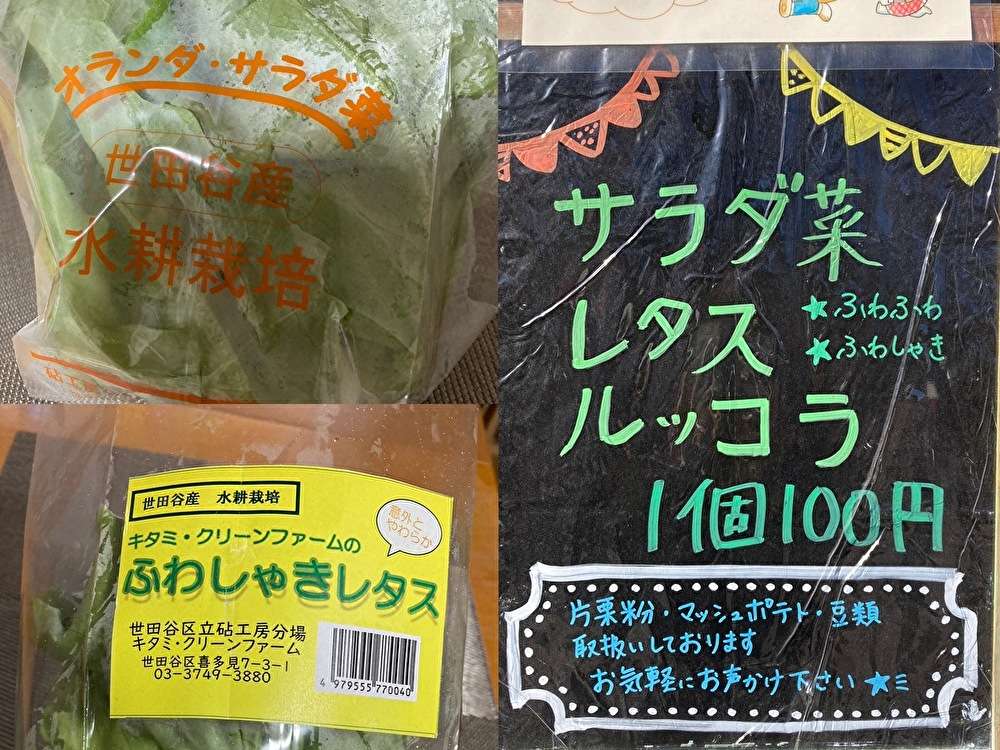 オランダ・サラダ菜
世田谷産
水耕栽培
砧工
世田谷産 水耕栽培
意外と
やわらか
キタミ・クリーンファームの
ふわしゃきレタス
世田谷区立砧工房分場
キタミ・クリーンファーム
世田谷区喜多見7-3-1
03-3749-3880
4 979555 770040
サラダ菜
レタス
★ふわふわ
★ふわしゃき
ルッコラ
1個100円
片栗粉・マッシュポテト・豆類
取扱いしております
お気軽にお声かけ下さい★ミ